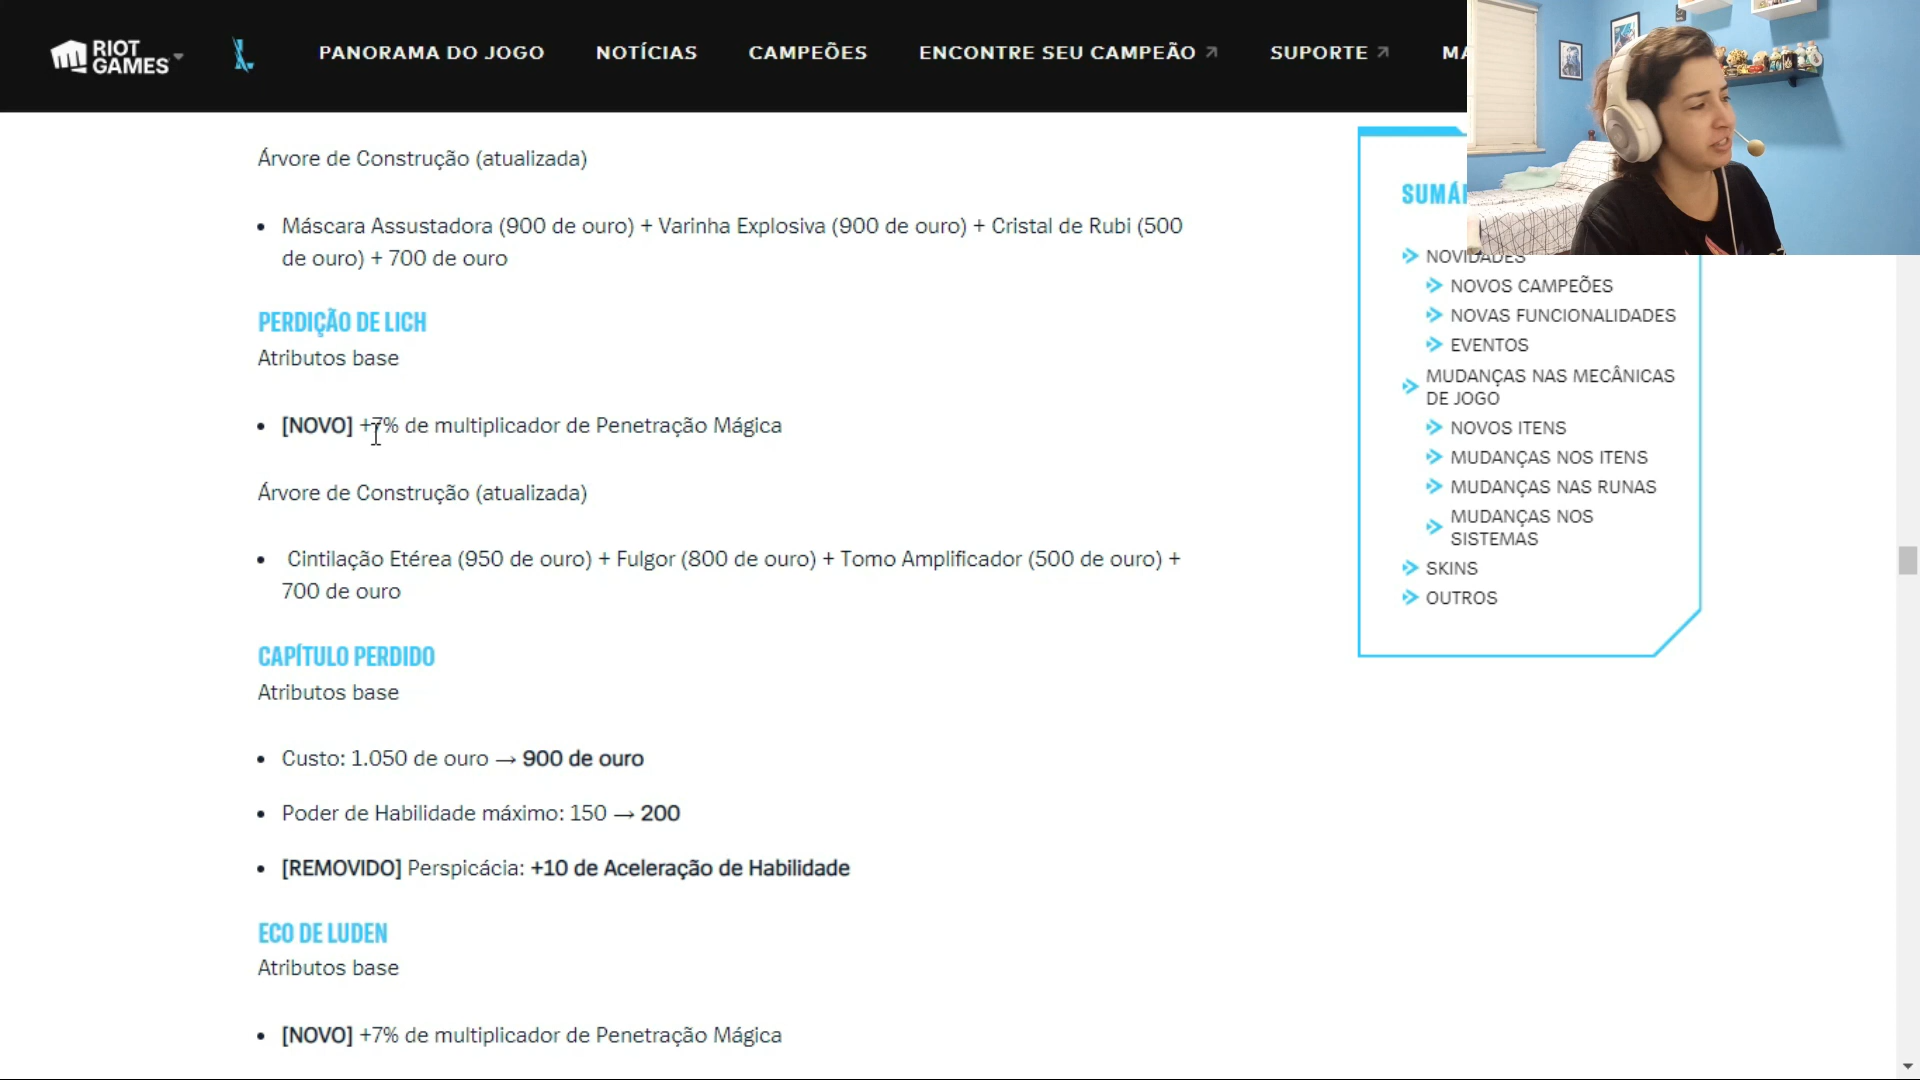 RIOT GAMES
PANORAMA DO JOGO
NOTÍCIAS
CAMPEÕES
ENCONTRE SEU CAMPEÃO
SUPORTE
Árvore de Construção (atualizada)
Máscara Assustadora (900 de ouro) + Varinha Explosiva (900 de ouro) + Cristal de Rubi (500
de ouro) + 700 de ouro
PERDIÇÃO DE LICH
Atributos base
[NOVO] +7% de multiplicador de Penetração Mágica
Árvore de Construção (atualizada)
Cintilação Etérea (950 de ouro) + Fulgor (800 de ouro) + Tomo Amplificador (500 de ouro) +
700 de ouro
CAPÍTULO PERDIDO
Atributos base
Custo: 1.050 de ouro → 900 de ouro
Poder de Habilidade máximo: 150 → 200
[REMOVIDO] Perspicácia: +10 de Aceleração de Habilidade
ECO DE LUDEN
Atributos base
[NOVO] +7% de multiplicador de Penetração Mágica
NOVIDADES
NOVOS CAMPEÕES
NOVAS FUNCIONALIDADES
EVENTOS
MUDANÇAS NAS MECÂNICAS
DE JOGO
NOVOS ITENS
MUDANÇAS NOS ITENS
MUDANÇAS NAS RUNAS
MUDANÇAS NOS
SISTEMAS
SKINS
OUTROS